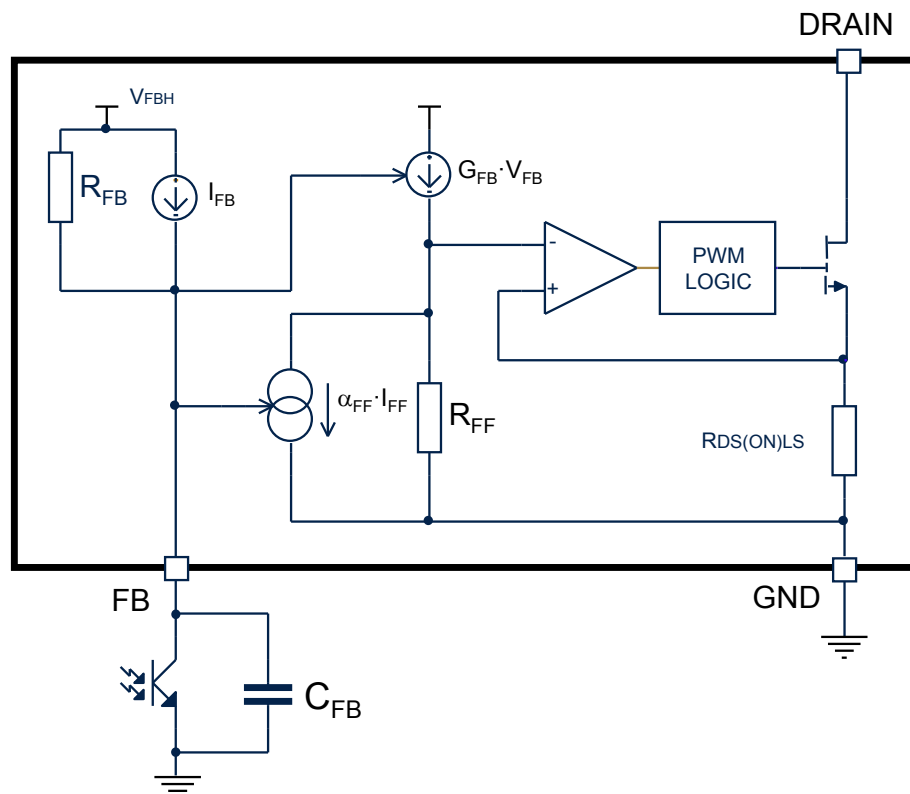 DRAIN
VFBH
RFB
IFB
GFB·VFB
-
+
PWM
LOGIC
αFF·IFF
RFF
RDS(ON)LS
FB
GND
CFB